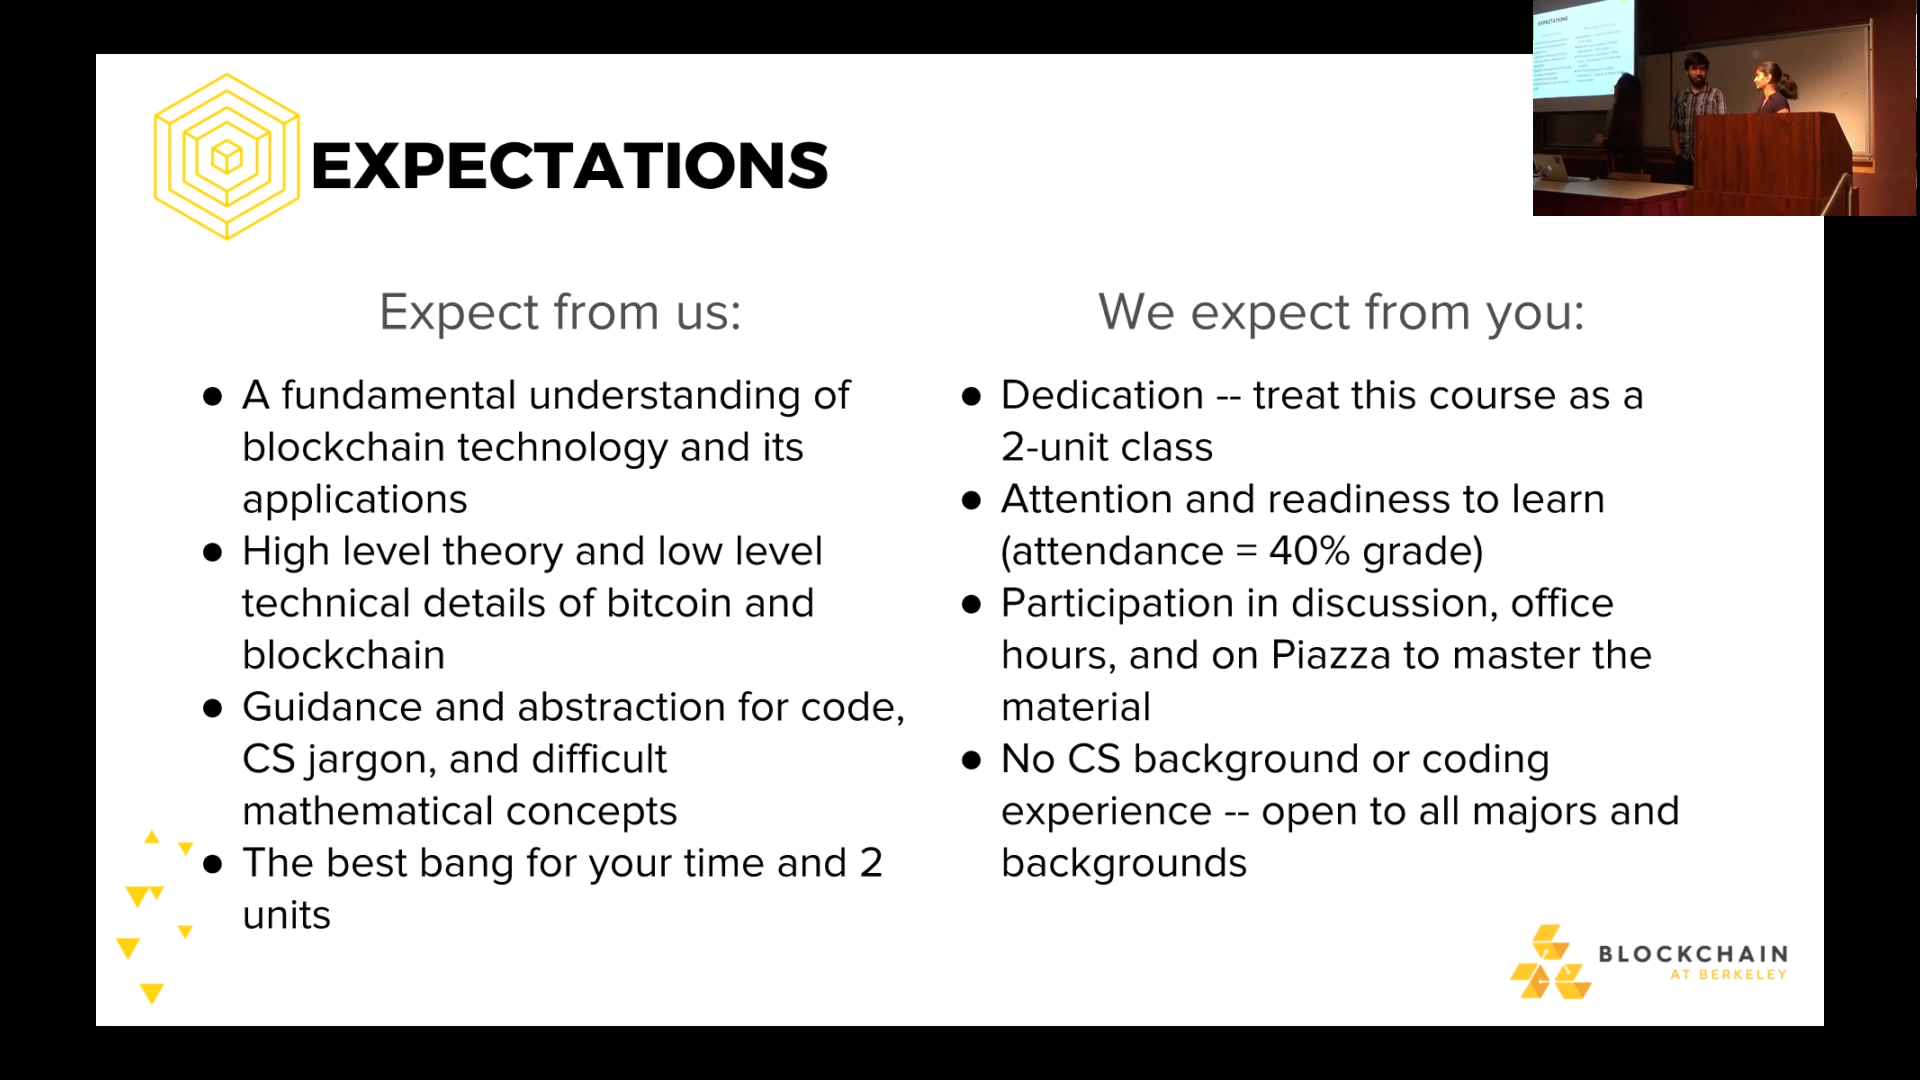 EXPECTATIONS
Expect from us:
● A fundamental understanding of
blockchain technology and its
applications
● High level theory and low level
technical details of bitcoin and
blockchain
● Guidance and abstraction for code,
CS jargon, and difficult
mathematical concepts
● The best bang for your time and 2
units
We expect from you:
● Dedication -- treat this course as a
2-unit class
● Attention and readiness to learn
(attendance = 40% grade)
● Participation in discussion, office
hours, and on Piazza to master the
material
● No CS background or coding
experience -- open to all majors and
backgrounds
BLOCKCHAIN
AT BERKELEY
EXPECTATIONS